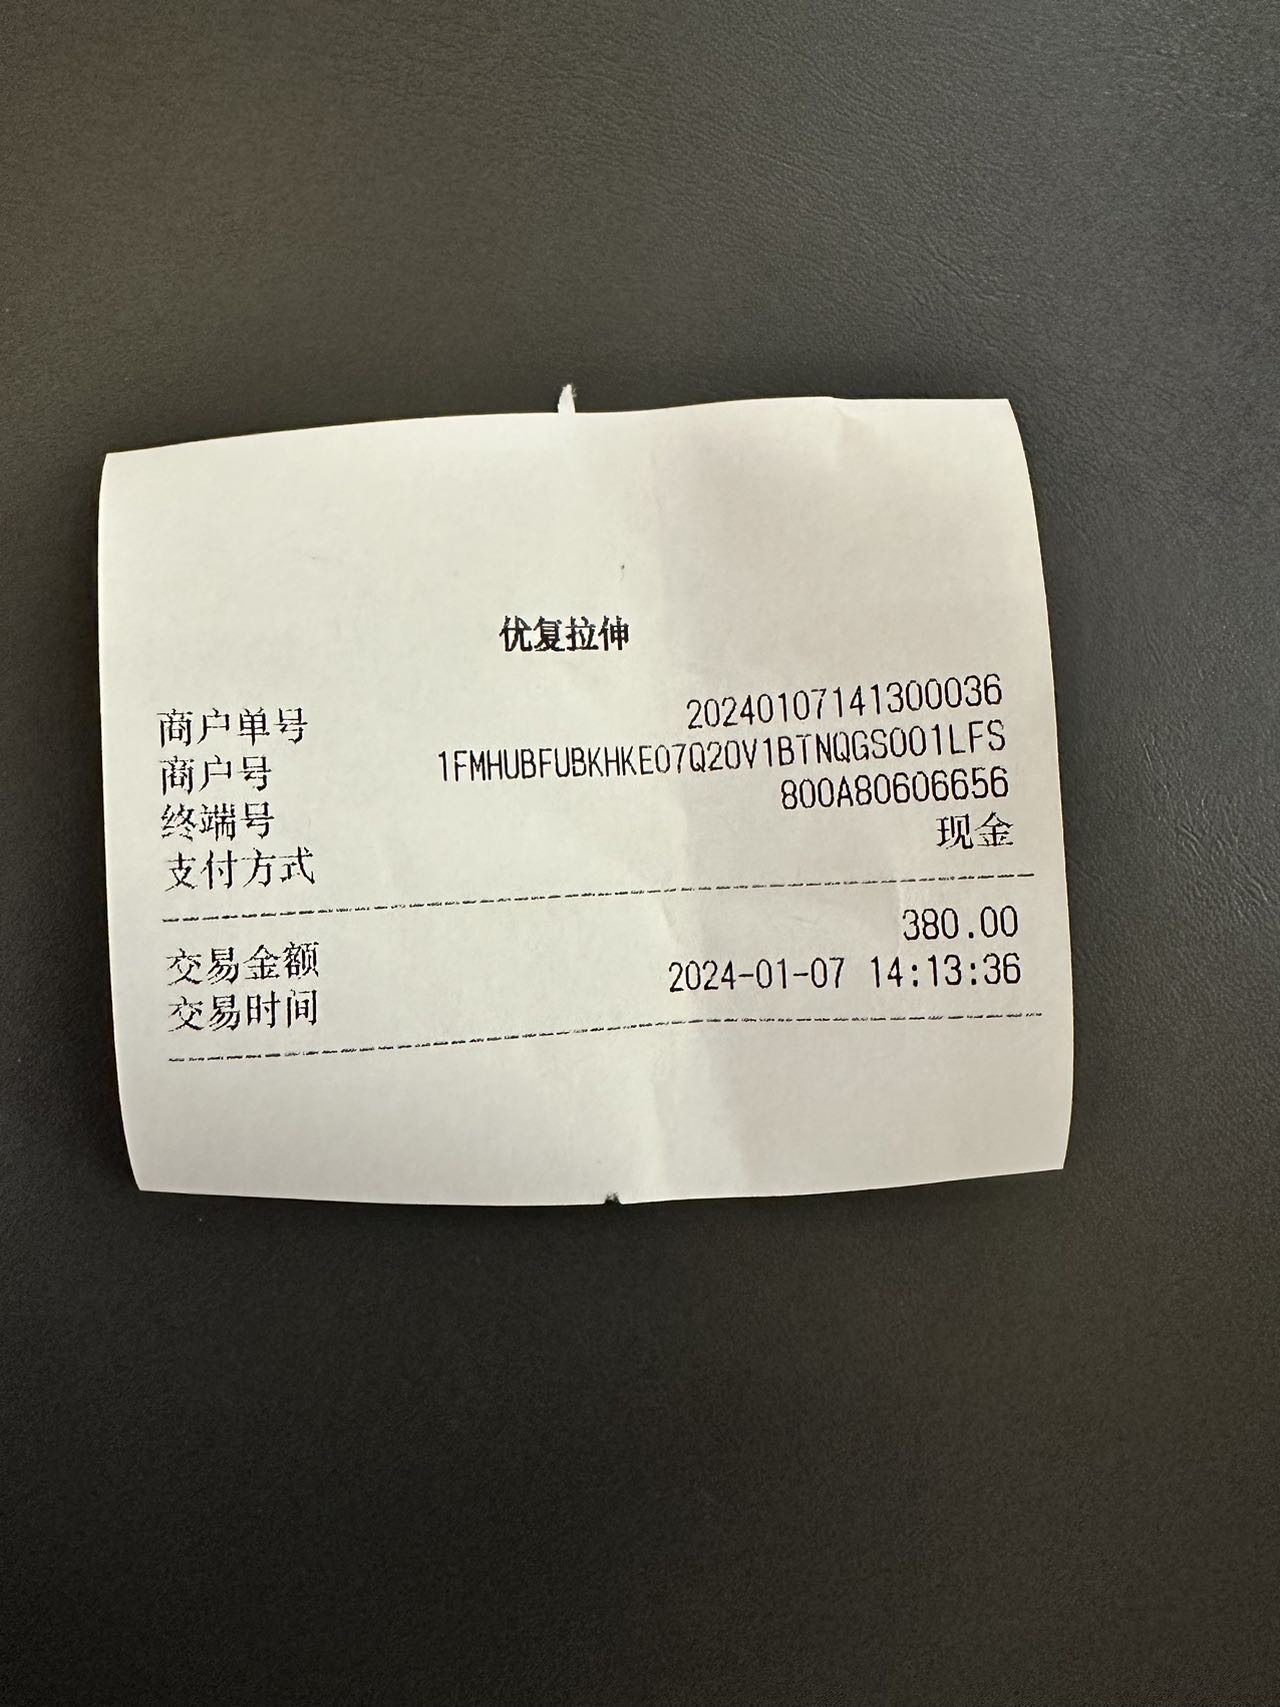 优复拉伸
商户单号 20240107141300036
商户号 1FMHUBFUBKHKE07Q20V1BTNQGS001LFS
终端号 800A80606656
支付方式 现金
交易金额 380.00
交易时间 2024-01-07 14:13:36